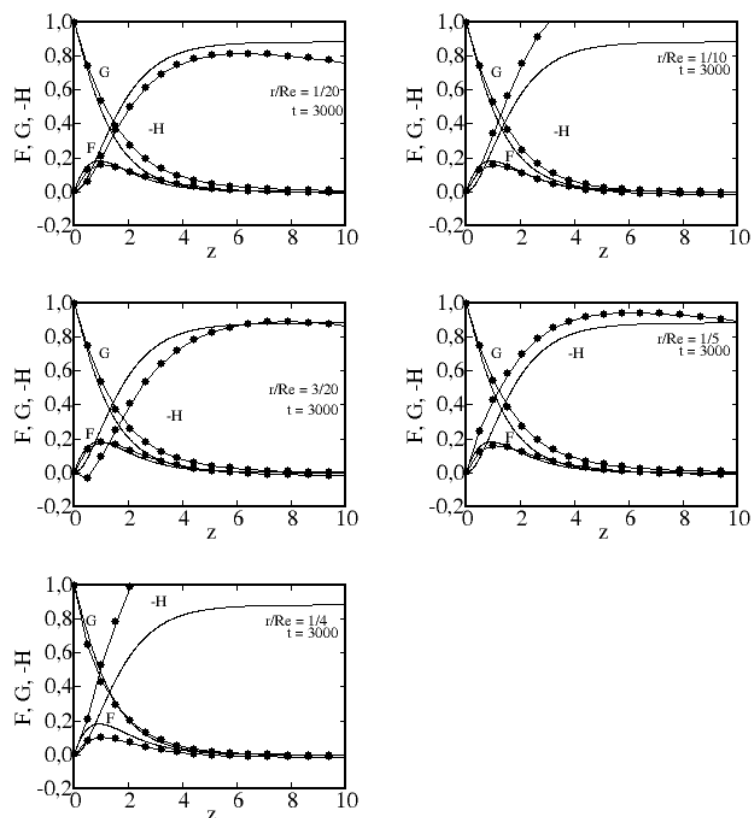 1,0
0,8
0,6
0,4
0,2
0,0
-0,2
F, G, -H
G
F
-H
r/Re = 1/20
t = 3000
0 2 4 6 8 10
z
1,0
0,8
0,6
0,4
0,2
0,0
-0,2
F, G, -H
G
F
-H
r/Re = 1/10
t = 3000
0 2 4 6 8 10
z
1,0
0,8
0,6
0,4
0,2
0,0
-0,2
F, G, -H
G
F
-H
r/Re = 3/20
t = 3000
0 2 4 6 8 10
z
1,0
0,8
0,6
0,4
0,2
0,0
-0,2
F, G, -H
G
F
-H
r/Re = 1/5
t = 3000
0 2 4 6 8 10
z
1,0
0,8
0,6
0,4
0,2
0,0
-0,2
F, G, -H
G
F
-H
r/Re = 1/4
t = 3000
0 2 4 6 8 10
z